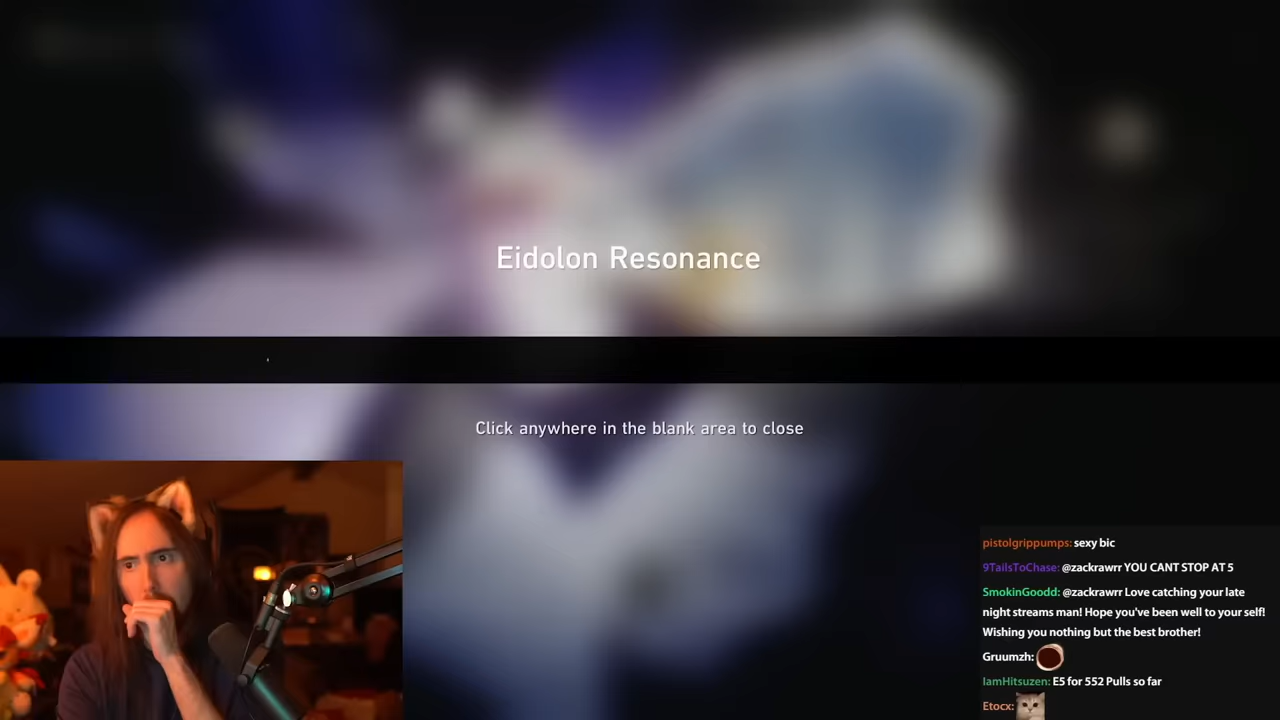 Eidolon Resonance
Click anywhere in the blank area to close
pistolgrippumps: sexy bic
9TailsToChase: @zackrawrr YOU CANT STOP AT 5
SmokinGoodd: @zackrawrr Love catching your late
night streams man! Hope you've been well to your self!
Wishing you nothing but the best brother!
Gruumzh:
IamHitsuzen: E5 for 552 Pulls so far
Etocx: